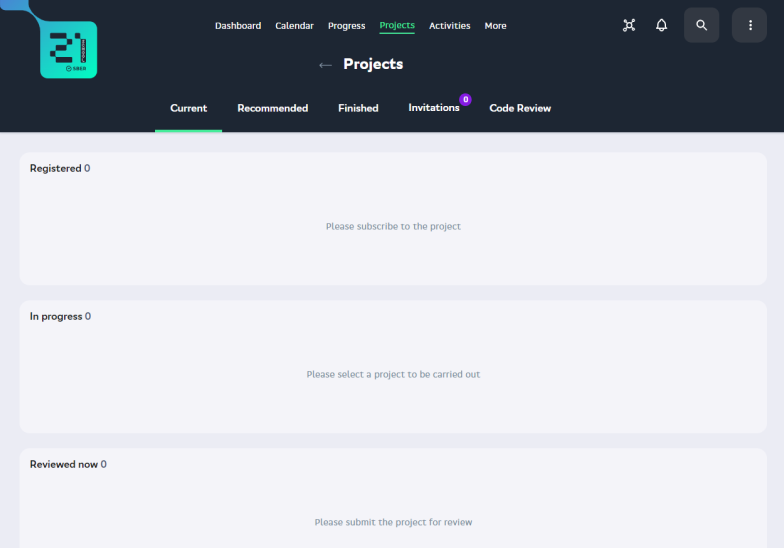 Dashboard Calendar Progress Projects Activities More
21
SBER
← Projects
Current Recommended Finished Invitations 0 Code Review
Registered 0
Please subscribe to the project
In progress 0
Please select a project to be carried out
Reviewed now 0
Please submit the project for review